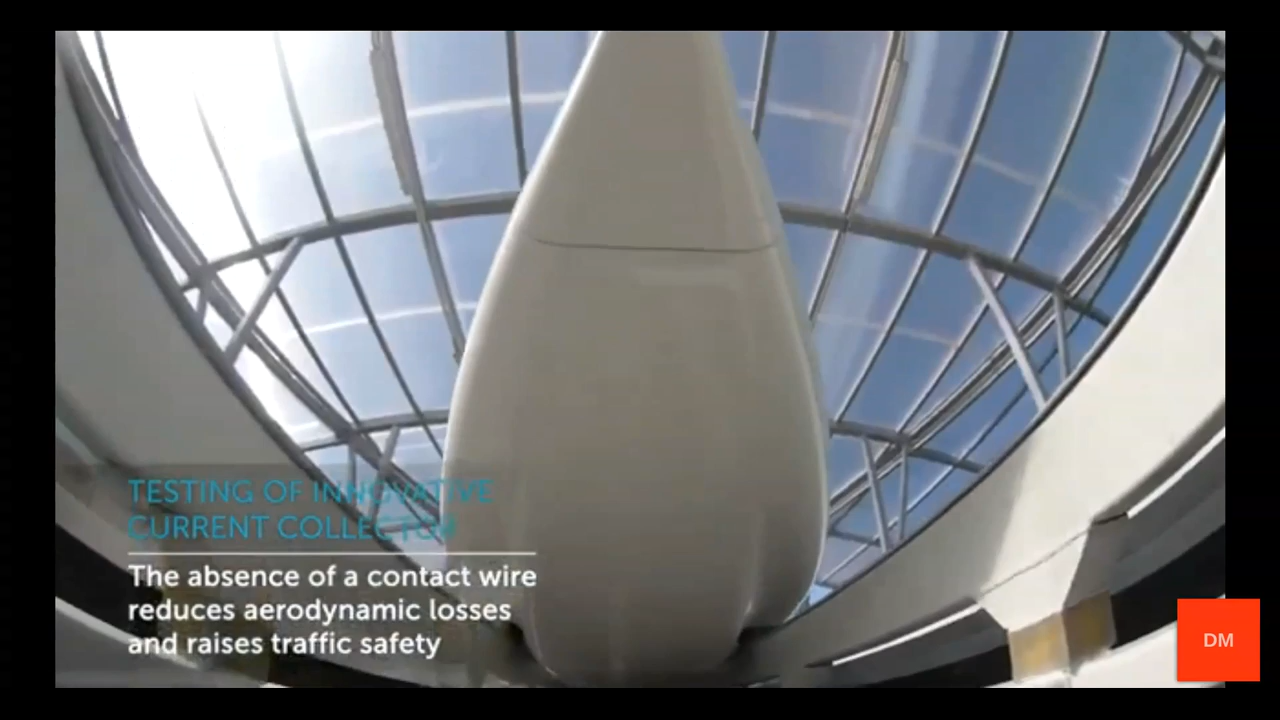 TESTING OF INNOVATIVE
CURRENT COLLECTOR
The absence of a contact wire
reduces aerodynamic losses
and raises traffic safety
DM